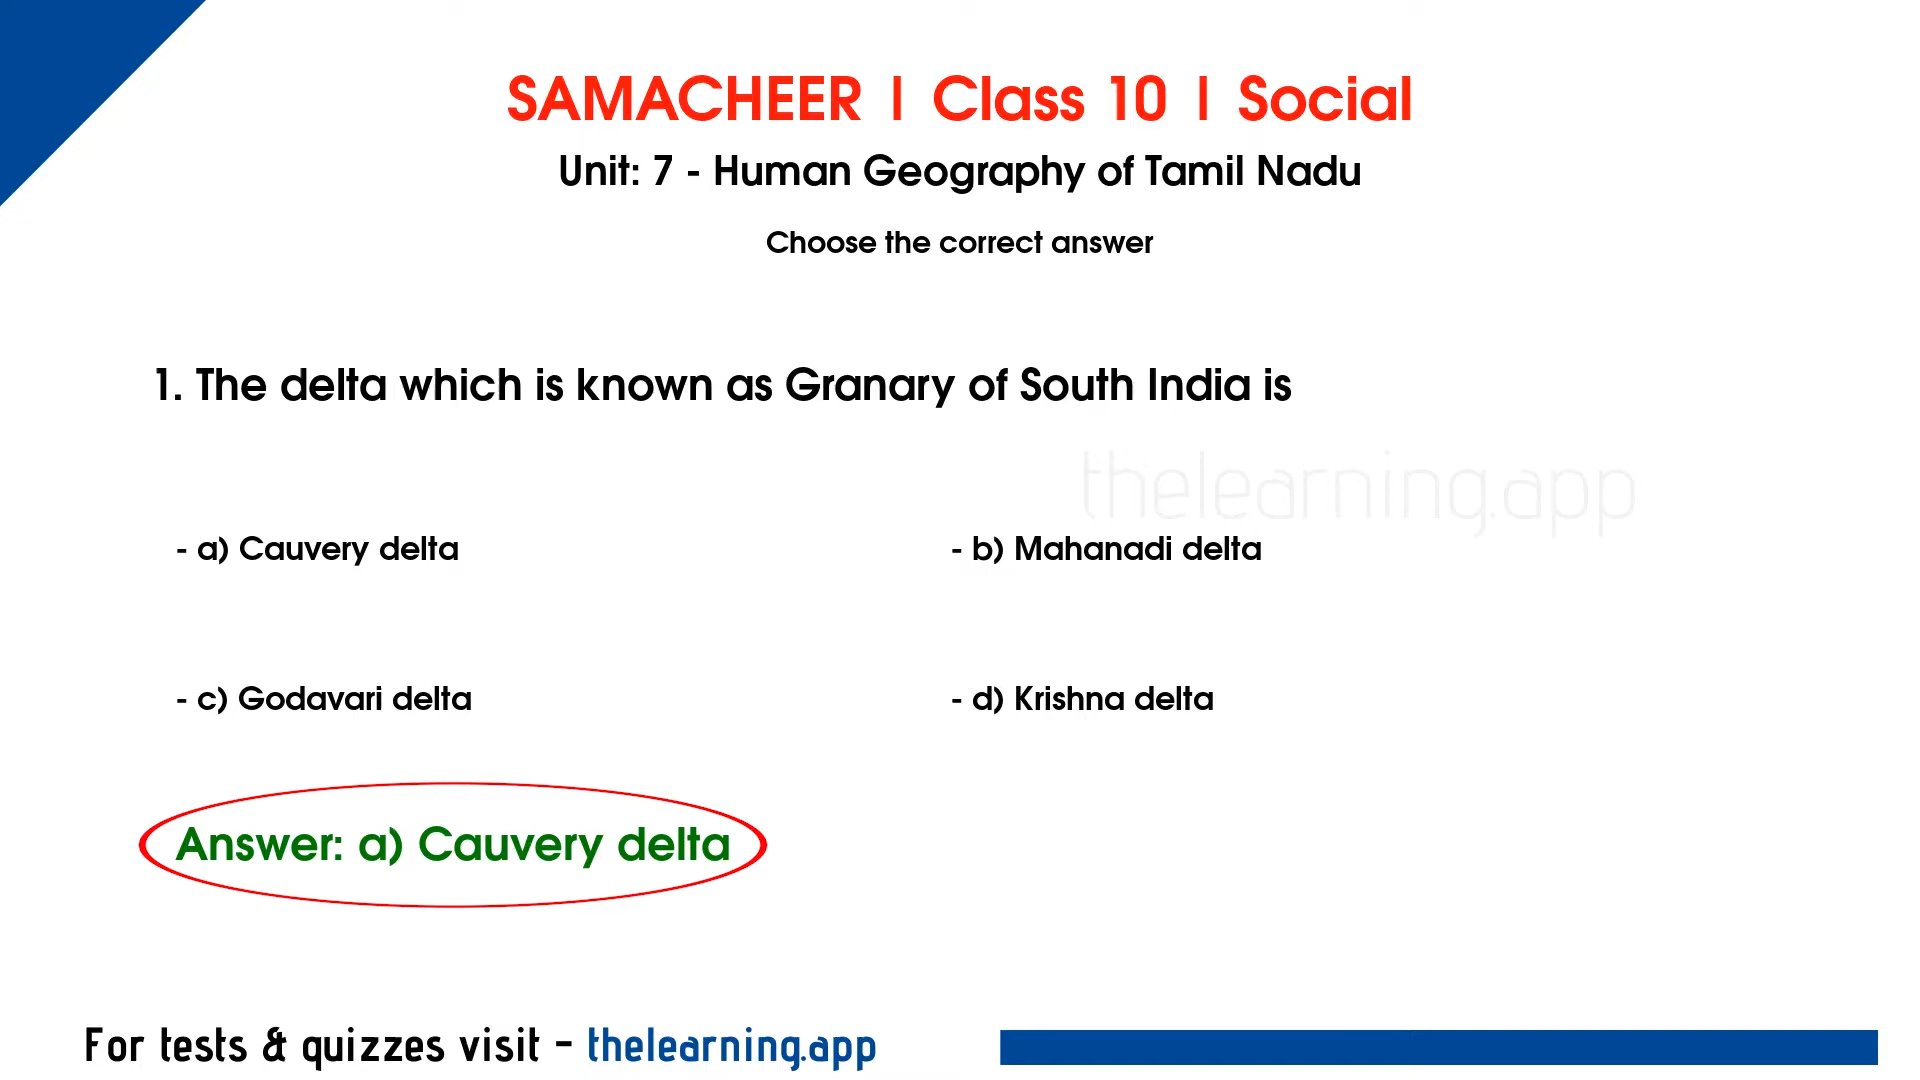 SAMACHEER | Class 10 | Social
Unit: 7 - Human Geography of Tamil Nadu
Choose the correct answer
1. The delta which is known as Granary of South India is
thelearning.app
- a) Cauvery delta
- b) Mahanadi delta
- c) Godavari delta
- d) Krishna delta
Answer: a) Cauvery delta
For tests & quizzes visit - thelearning.app